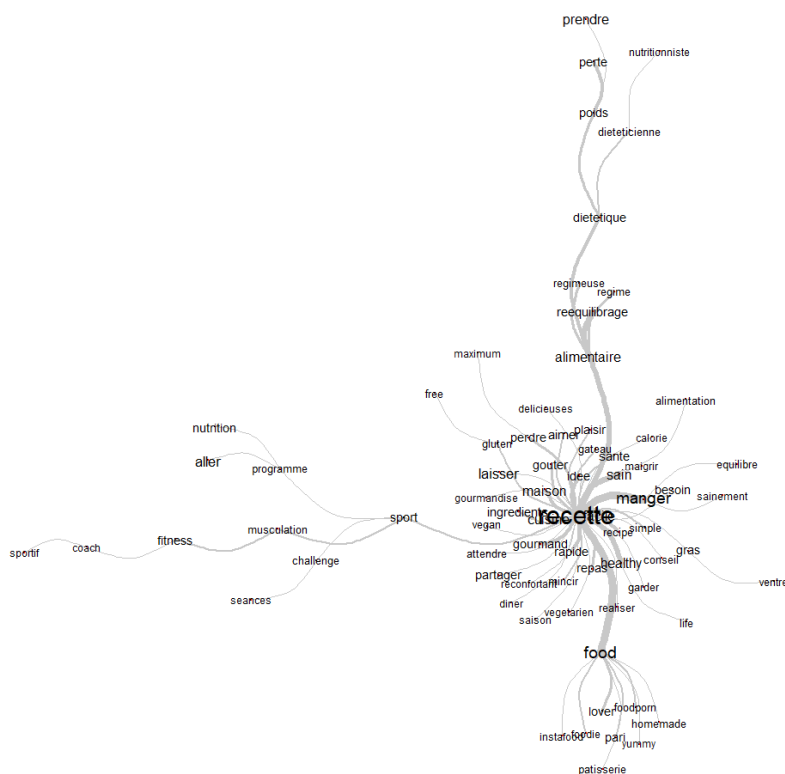 prendre
nutritionniste
perte
poids
dieteticienne
dietetique
regimeuse
regime
reequilibrage
maximum
alimentaire
free
delicieuses
alimentation
nutrition
gluten
perdre
aimer
plaisir
calorie
gateau
sante
aller
programme
laisser
gouter
idee
sain
maigrir
equilibre
gourmandise
maison
manger
besoin
sainement
sport
ingredients
recette
vegan
cuisine
recipe
simple
sportif
coach
fitness
musculation
attendre
gourmand
rapide
healthy
conseil
gras
challenge
partager
reconfortant
mincir
repas
garder
ventre
seances
diner
saison
vegetarien
realiser
life
food
lover
foodporn
homemade
instafood
foodie
pari
yummy
patisserie